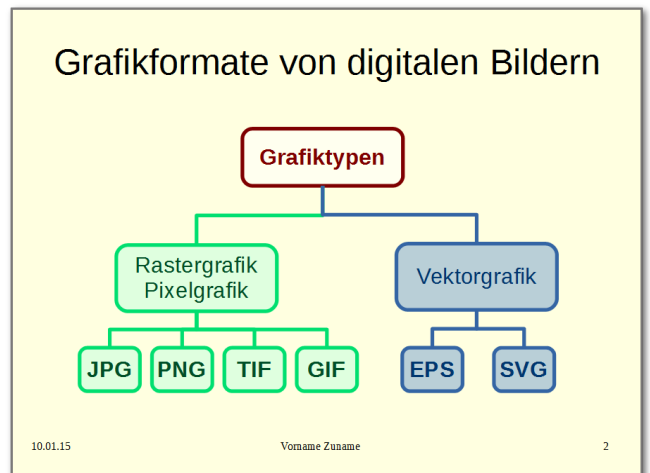 Grafikformate von digitalen Bildern
Grafiktypen
Rastergrafik
Pixelgrafik
Vektorgrafik
JPG PNG TIF GIF EPS SVG
10.01.15 Vorname Zuname 2